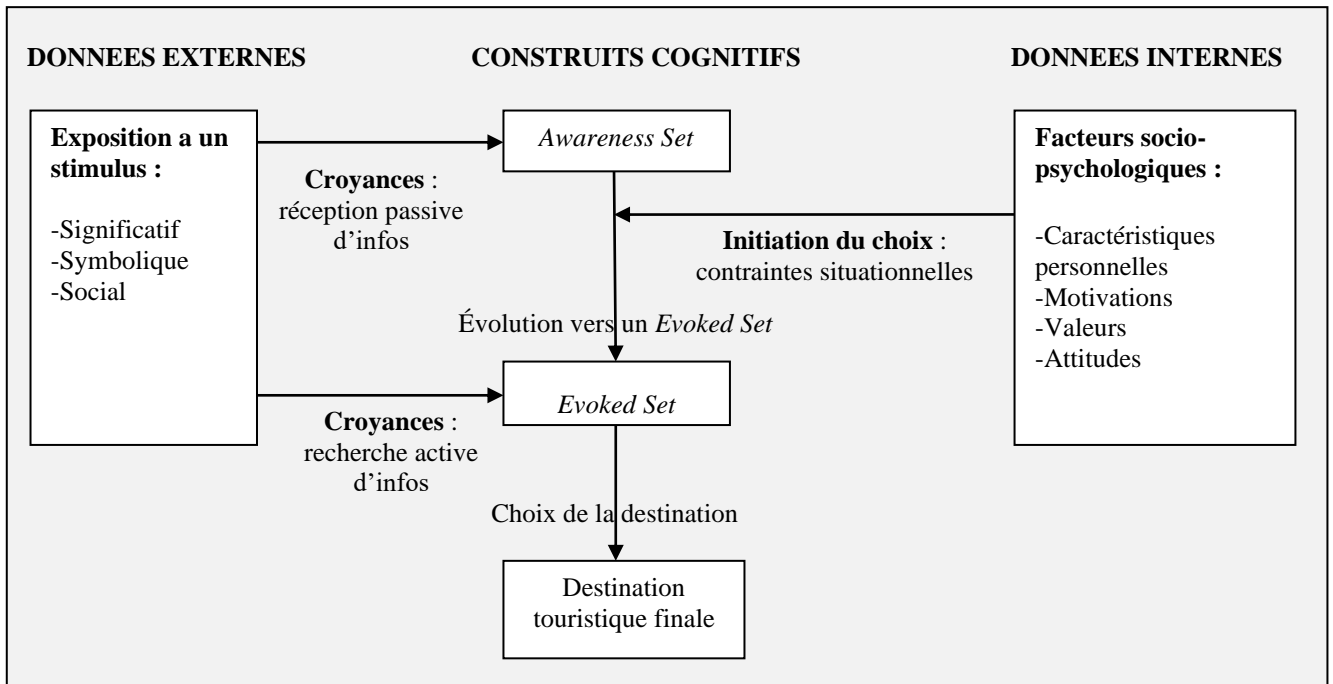 DONNEES EXTERNES
CONSTRUITS COGNITIFS
DONNEES INTERNES
Exposition a un
stimulus :
-Significatif
-Symbolique
-Social
Croyances :
réception passive
d’infos
Croyances :
recherche active
d’infos
Awareness Set
Évolution vers un Evoked Set
Evoked Set
Choix de la destination
Destination
touristique finale
Initiation du choix :
contraintes situationnelles
Facteurs socio-
psychologiques :
-Caractéristiques
personnelles
-Motivations
-Valeurs
-Attitudes